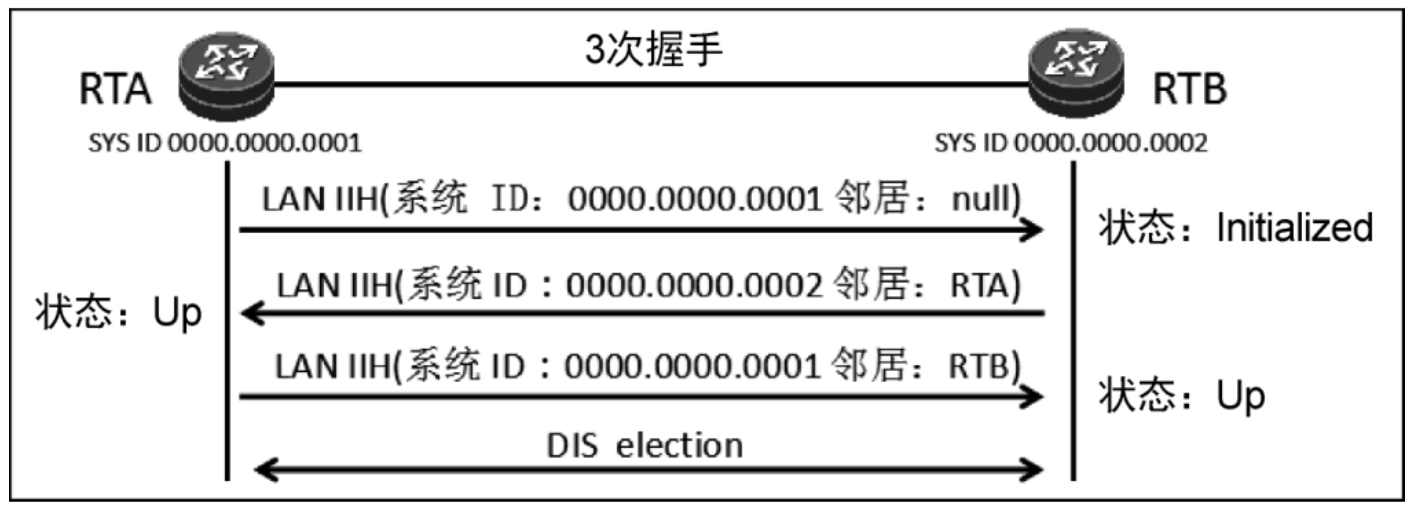 3次握手
RTA
RTB
SYS ID 0000.0000.0001
SYS ID 0000.0000.0002
LAN IIH(系统 ID：0000.0000.0001 邻居：null)
状态：Initialized
LAN IIH(系统 ID：0000.0000.0002 邻居：RTA)
状态：Up
LAN IIH(系统 ID：0000.0000.0001 邻居：RTB)
状态：Up
DIS election